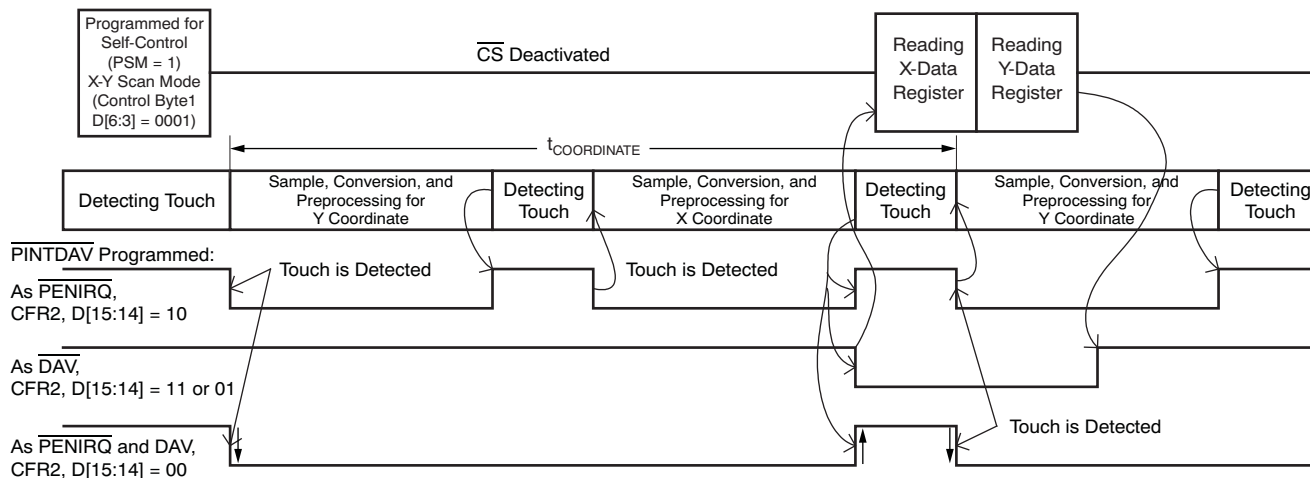 Programmed for
Self-Control
(PSM = 1)
X-Y Scan Mode
(Control Byte1
D[6:3] = 0001)
CS Deactivated
Reading
X-Data
Register
Reading
Y-Data
Register
tCOORDINATE
Detecting Touch
Sample, Conversion, and
Preprocessing for
Y Coordinate
Detecting
Touch
Sample, Conversion, and
Preprocessing for
X Coordinate
Detecting
Touch
Sample, Conversion, and
Preprocessing for
Y Coordinate
Detecting
Touch
PINTDAV Programmed:
Touch is Detected
Touch is Detected
As PENIRQ,
CFR2, D[15:14] = 10
As DAV,
CFR2, D[15:14] = 11 or 01
Touch is Detected
As PENIRQ and DAV,
CFR2, D[15:14] = 00